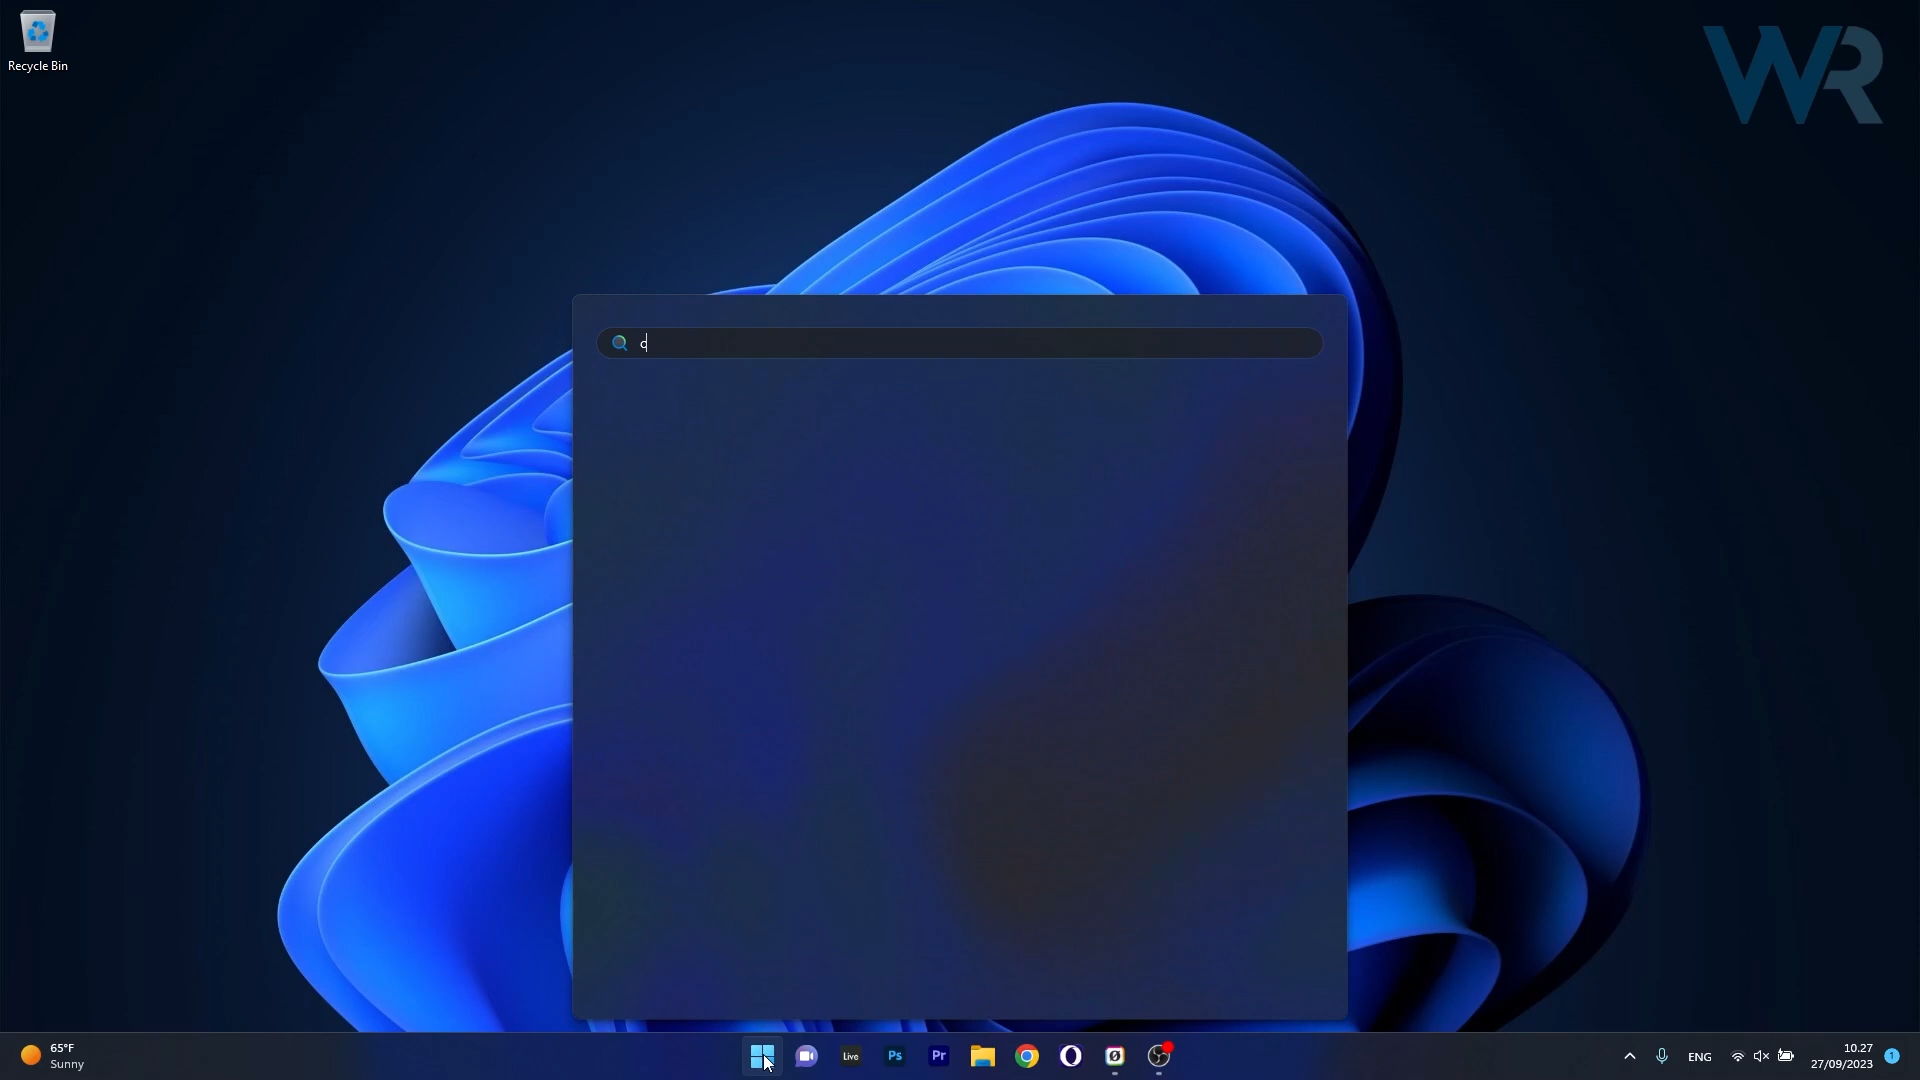 Recycle Bin
WR
c
65°F
Sunny
Live
Ps
Pr
ENG
10.27
27/09/2023
1